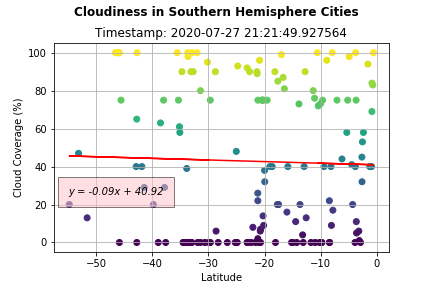 Cloudiness in Southern Hemisphere Cities
Timestamp: 2020-07-27 21:21:49.927564
100
80
60
40
20
0
Cloud Coverage (%)
y = -0.09x + 40.92
−50
−40
−30
−20
−10
0
Latitude